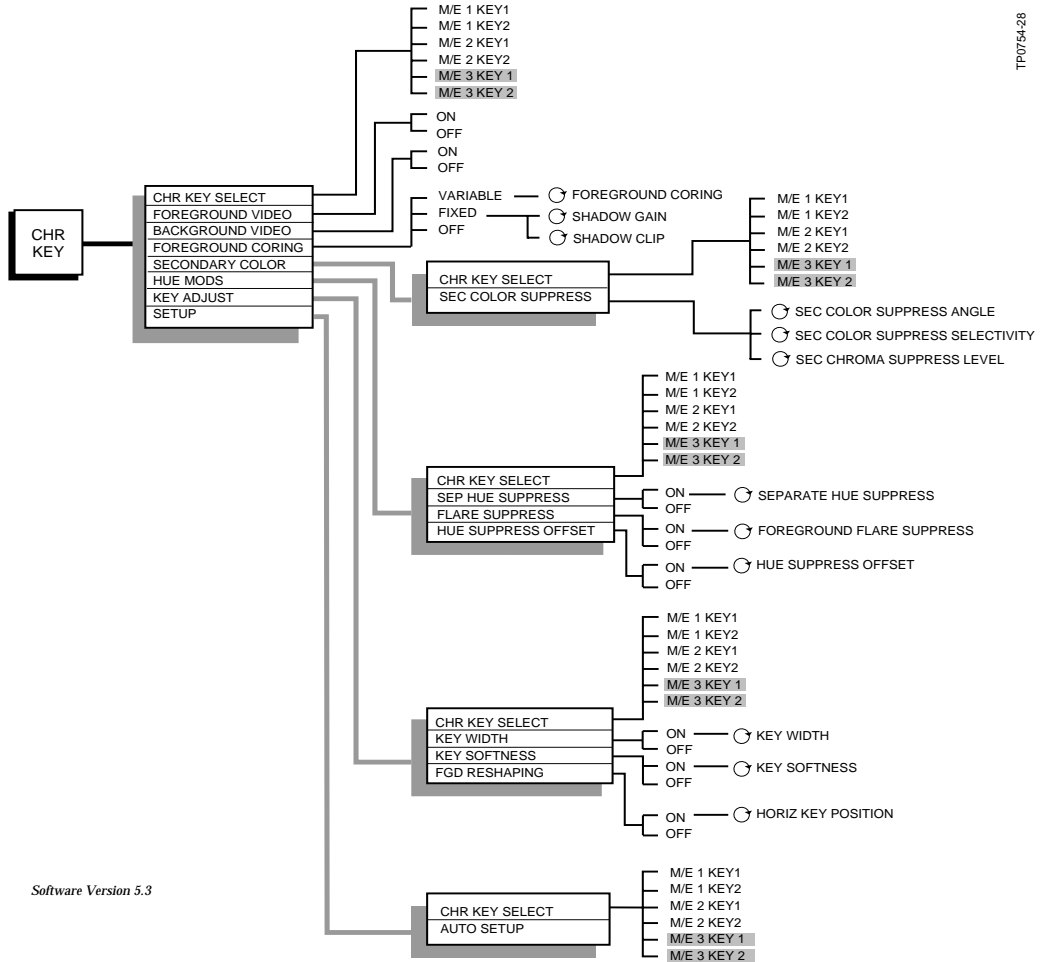 M/E 1 KEY1
M/E 1 KEY2
M/E 2 KEY1
M/E 2 KEY2
M/E 3 KEY 1
M/E 3 KEY 2
TP0754-28
ON
OFF
ON
OFF
CHR KEY
CHR KEY SELECT
FOREGROUND VIDEO
BACKGROUND VIDEO
FOREGROUND CORING
SECONDARY COLOR
HUE MODS
KEY ADJUST
SETUP
VARIABLE
FIXED
OFF
FOREGROUND CORING
SHADOW GAIN
SHADOW CLIP
CHR KEY SELECT
SEC COLOR SUPPRESS
M/E 1 KEY1
M/E 1 KEY2
M/E 2 KEY1
M/E 2 KEY2
M/E 3 KEY 1
M/E 3 KEY 2
SEC COLOR SUPPRESS ANGLE
SEC COLOR SUPPRESS SELECTIVITY
SEC CHROMA SUPPRESS LEVEL
M/E 1 KEY1
M/E 1 KEY2
M/E 2 KEY1
M/E 2 KEY2
M/E 3 KEY 1
M/E 3 KEY 2
CHR KEY SELECT
SEP HUE SUPPRESS
FLARE SUPPRESS
HUE SUPPRESS OFFSET
ON
OFF
SEPARATE HUE SUPPRESS
ON
OFF
FOREGROUND FLARE SUPPRESS
ON
OFF
HUE SUPPRESS OFFSET
M/E 1 KEY1
M/E 1 KEY2
M/E 2 KEY1
M/E 2 KEY2
M/E 3 KEY 1
M/E 3 KEY 2
CHR KEY SELECT
KEY WIDTH
KEY SOFTNESS
FGD RESHAPING
ON
OFF
KEY WIDTH
ON
OFF
KEY SOFTNESS
ON
OFF
HORIZ KEY POSITION
Software Version 5.3
CHR KEY SELECT
AUTO SETUP
M/E 1 KEY1
M/E 1 KEY2
M/E 2 KEY1
M/E 2 KEY2
M/E 3 KEY 1
M/E 3 KEY 2